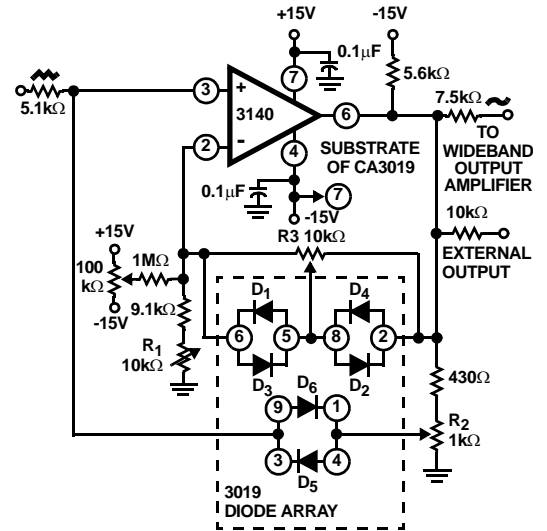 +15V
-15V
0.1μF
5.6kΩ
7
5.1kΩ
3
+
3140
6
7.5kΩ
2
-
4
SUBSTRATE
OF CA3019
TO
WIDEBAND
OUTPUT
AMPLIFIER
0.1μF
7
-15V
10kΩ
EXTERNAL
OUTPUT
+15V
R3 10kΩ
1MΩ
100
kΩ
-15V
9.1kΩ
D1
D4
6
5
8
2
R1
10kΩ
D3
D2
D6
430Ω
9
1
R2
1kΩ
3
4
D5
3019
DIODE ARRAY